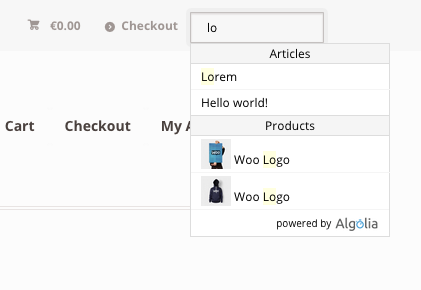 €0.00 Checkout lo
Articles
Lorem
Hello world!
Cart Checkout My A
Products
Woo Logo
Woo Logo
powered by Algolia